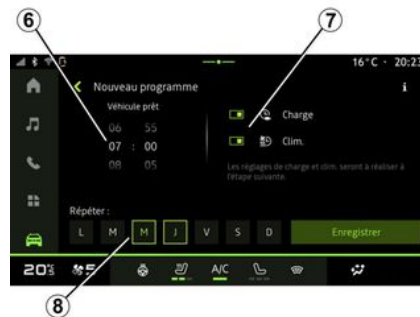 6
7
16°C · 20:23
Nouveau programme
i
Véhicule prêt
06 55
07 : 00
08 05
Charge
Clim.
Les réglages de charge et clim. seront à réaliser à
l'étape suivante.
Répéter :
L M M J V S D
Enregistrer
5
A/C
8